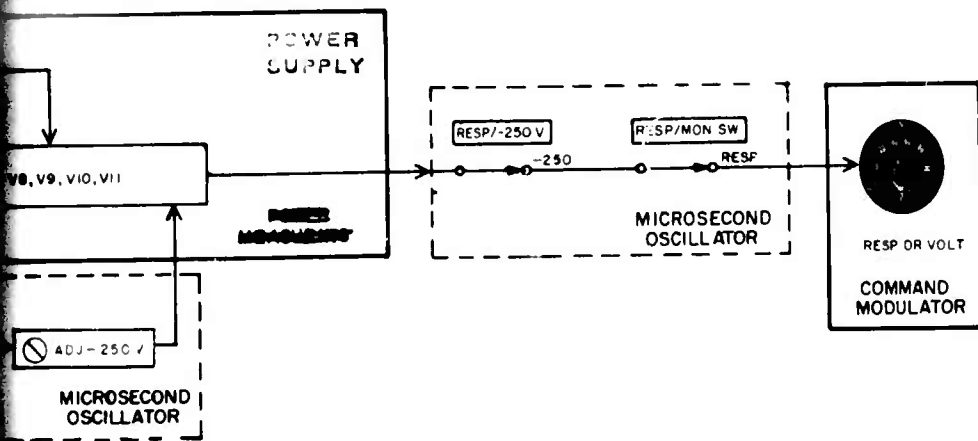 POWER
SUPPLY
V8, V9, V10, V11
ADJ-250V
MICROSECOND
OSCILLATOR
RESP/-250 V
-250
RESP/MON SW
RESP
MICROSECOND
OSCILLATOR
RESP OR VOLT
COMMAND
MODULATOR